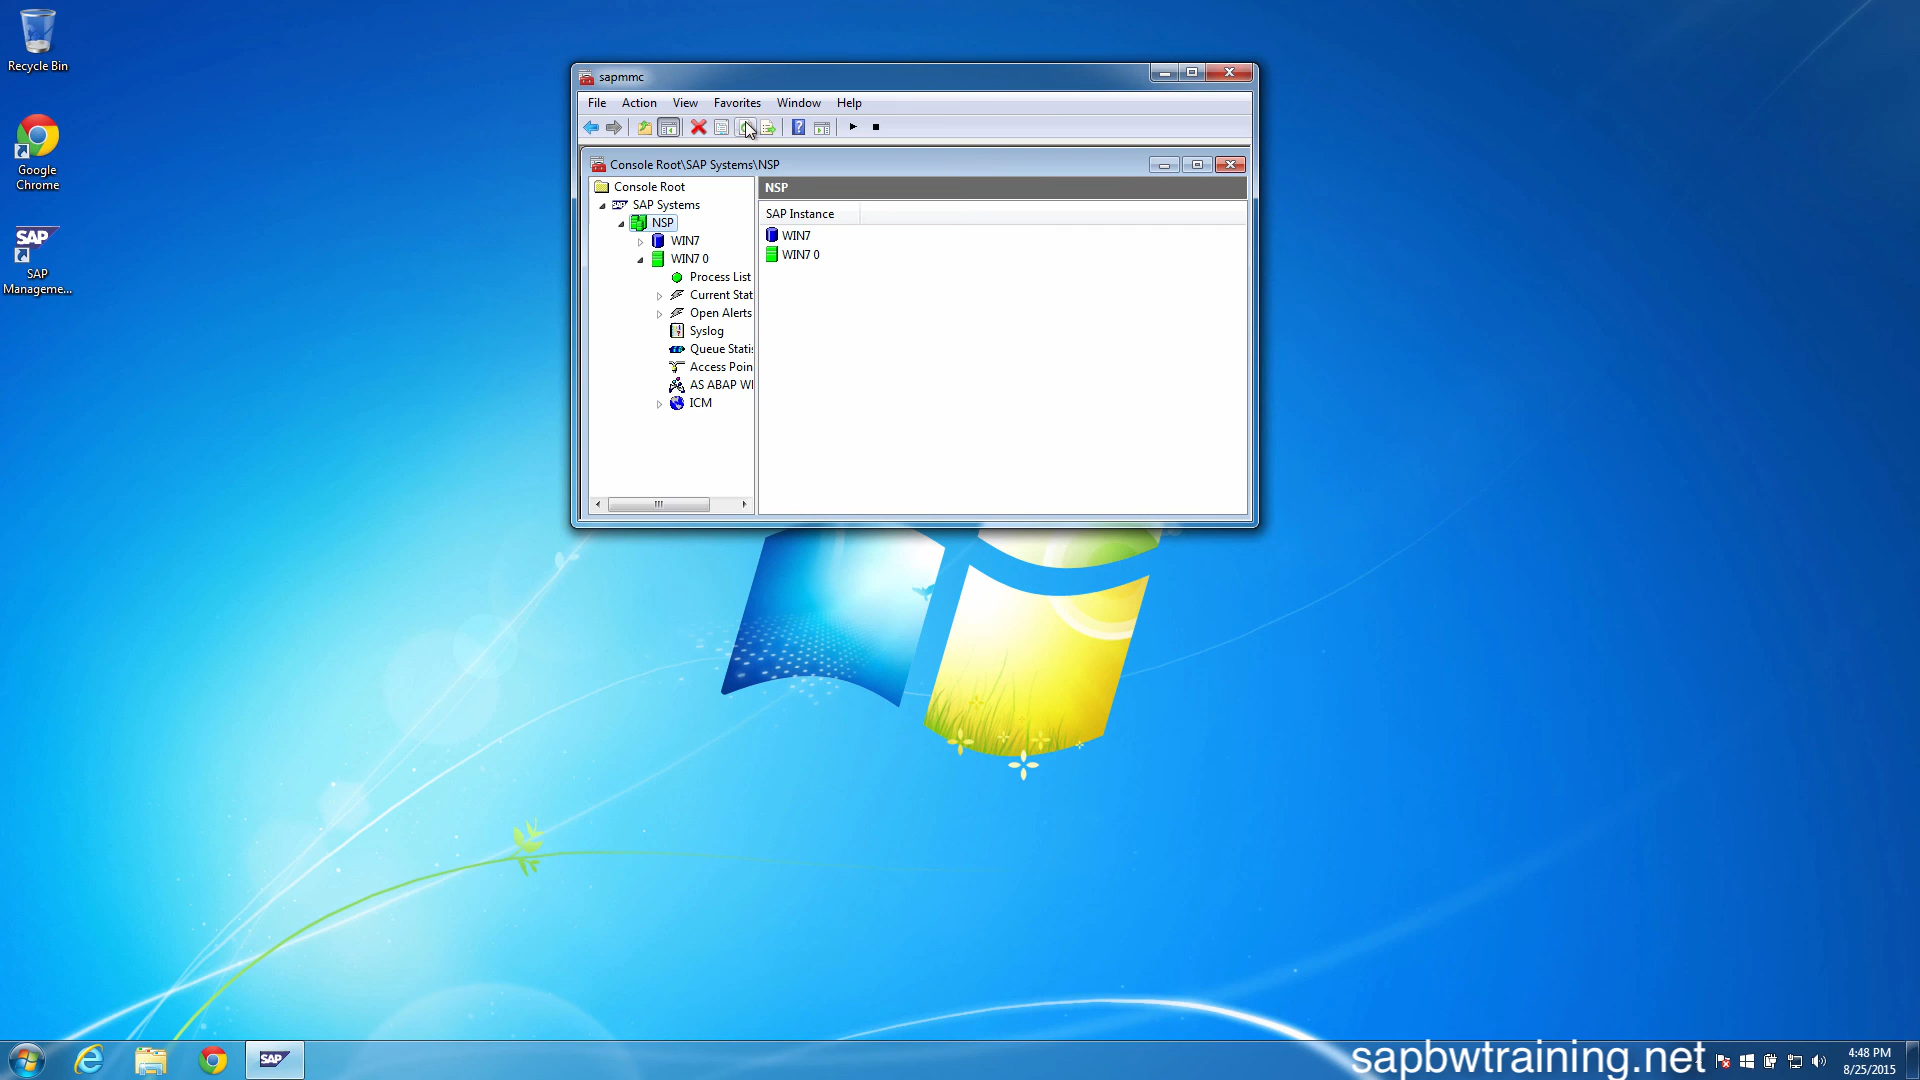 Recycle Bin
Google
Chrome
SAP
SAP
Manageme...
sapmmc
File Action View Favorites Window Help
Console Root\SAP Systems\NSP
Console Root
SAP Systems
NSP
WIN7
WIN7 0
Process List
Current Stat
Open Alerts
Syslog
Queue Statis
Access Poin
AS ABAP WI
ICM
NSP
SAP Instance
WIN7
WIN7 0
SAP
sapbwtraining.net
4:48 PM
8/25/2015